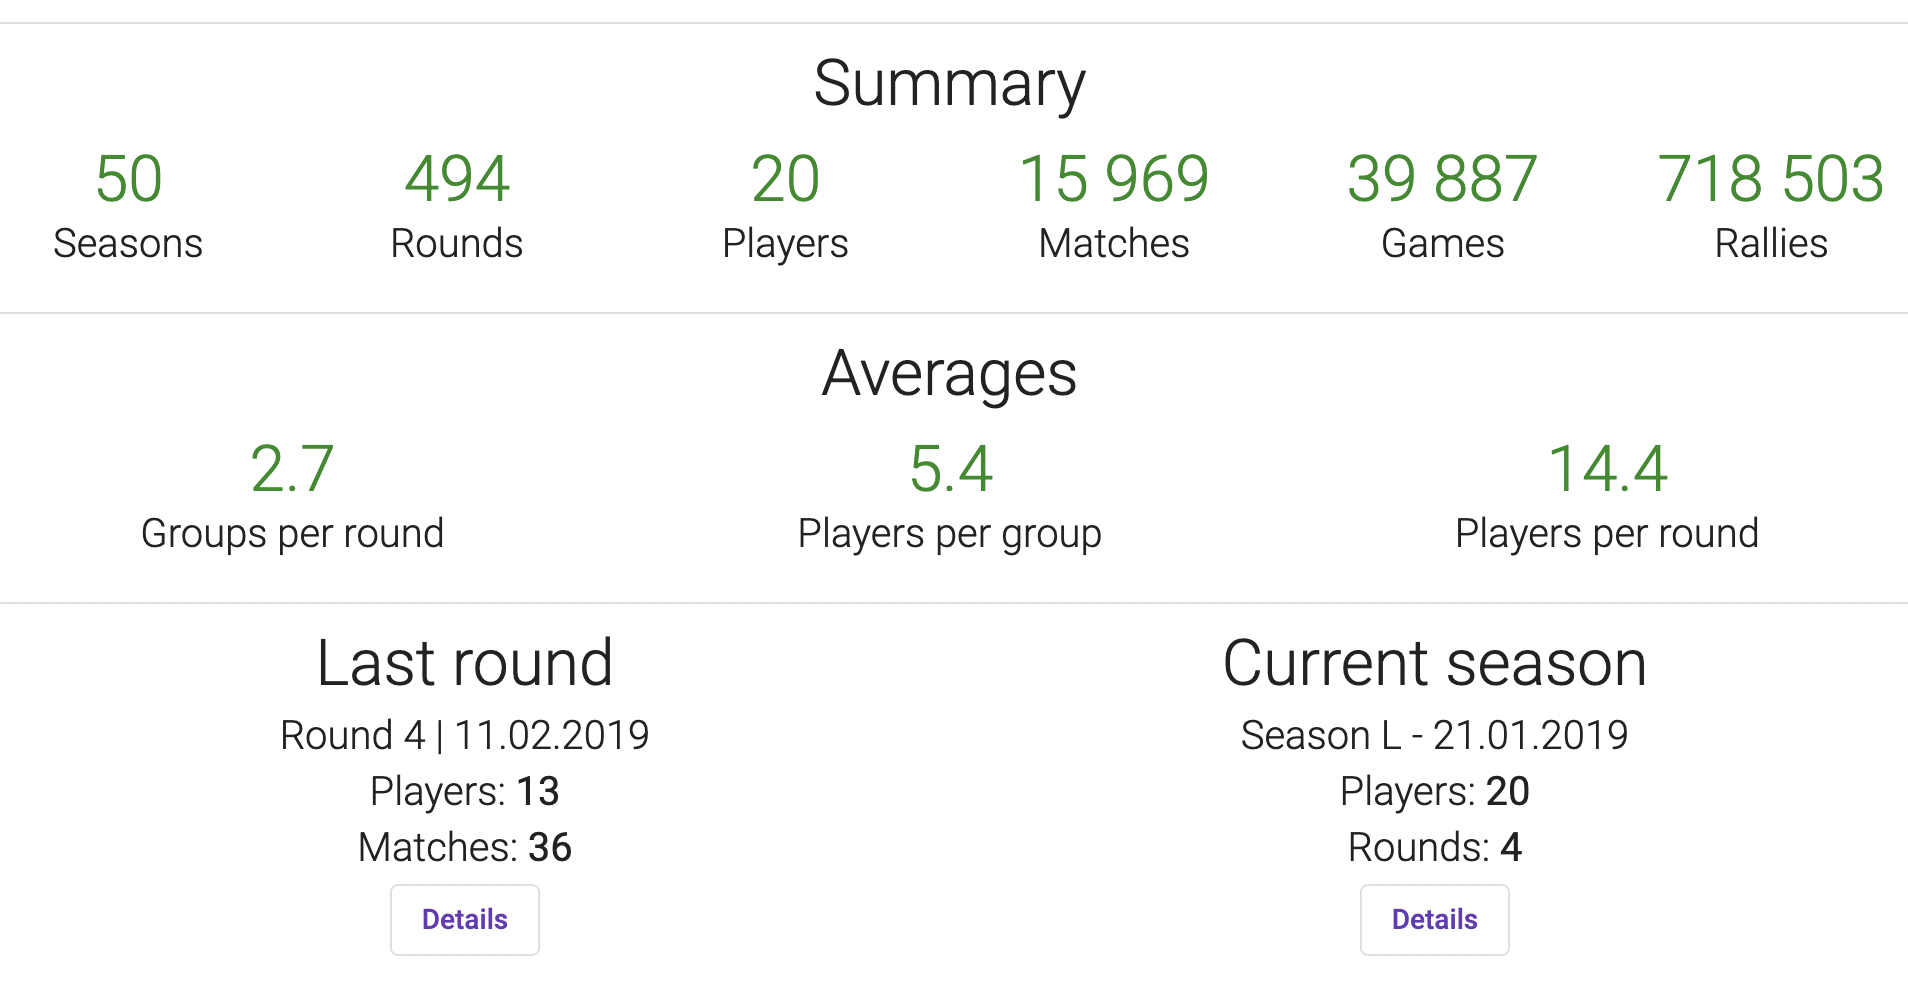 Summary
50 494 20 15 969 39 887 718 503
Seasons Rounds Players Matches Games Rallies
Averages
2.7 5.4 14.4
Groups per round Players per group Players per round
Last round
Round 4 | 11.02.2019
Players: 13
Matches: 36
Details
Current season
Season L - 21.01.2019
Players: 20
Rounds: 4
Details